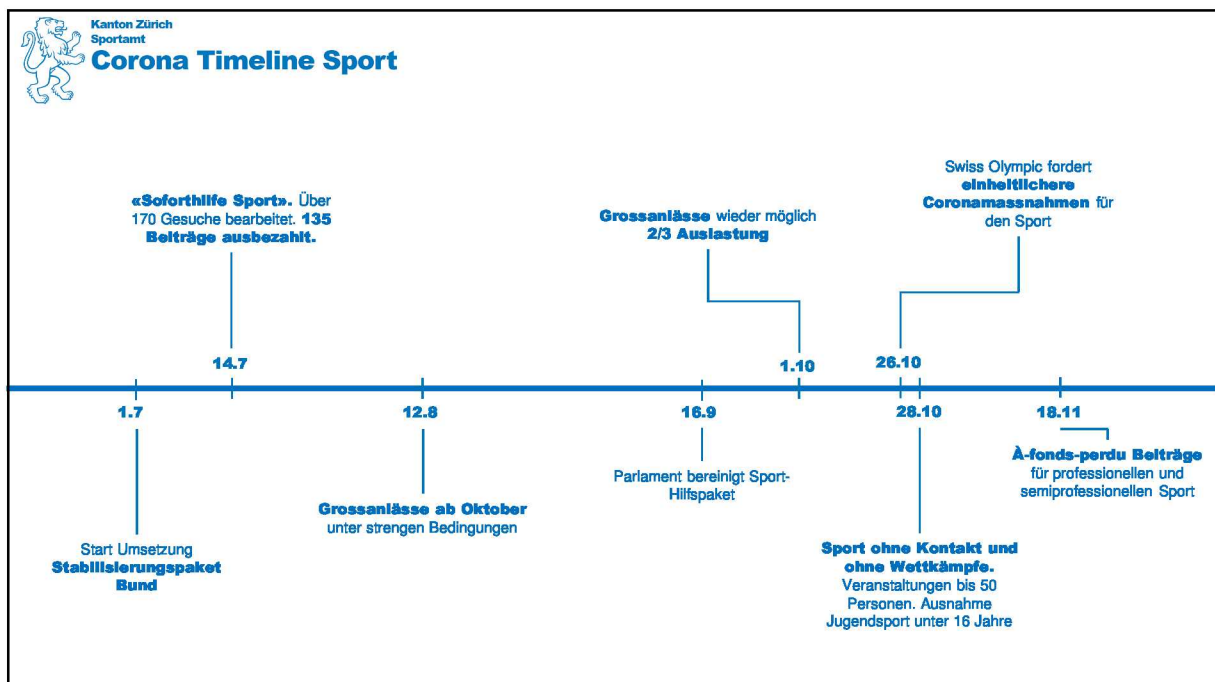 Kanton Zürich
Sportamt
Corona Timeline Sport
«Soforthilfe Sport». Über
170 Gesuche bearbeitet. 135
Beiträge ausbezahlt.
Grossanlässe wieder möglich
2/3 Auslastung
Swiss Olympic fordert
einheitlichere
Coronamassnahmen für
den Sport
14.7
1.10
26.10
1.7
12.8
16.9
28.10
18.11
Start Umsetzung
Stabilisierungspaket
Bund
Grossanlässe ab Oktober
unter strengen Bedingungen
Parlament bereinigt Sport-
Hilfspaket
Sport ohne Kontakt und
ohne Wettkämpfe.
Veranstaltungen bis 50
Personen. Ausnahme
Jugendsport unter 16 Jahre
À-fonds-perdu Beiträge
für professionellen und
semiprofessionellen Sport